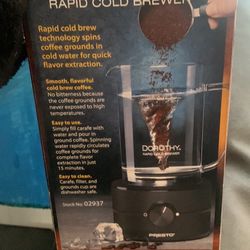 RAPID COLD BREWER
Rapid cold brew
technology spins
coffee grounds in
cold water for quick
flavor extraction.
Smooth, flavorful
cold brew coffee.
No bitterness because
the coffee grounds are
never exposed to high
temperatures.
Easy to use.
Simply fill carafe with
water and pour in
ground coffee. Spinning
water rapidly circulates
coffee grounds for
complete flavor
extraction in just
15 minutes.
Easy to clean.
Carafe, filter, and
grounds cup are
dishwasher safe.
Stock No. 02937
DOROTHY.
RAPID COLD BREWER
PRESTO